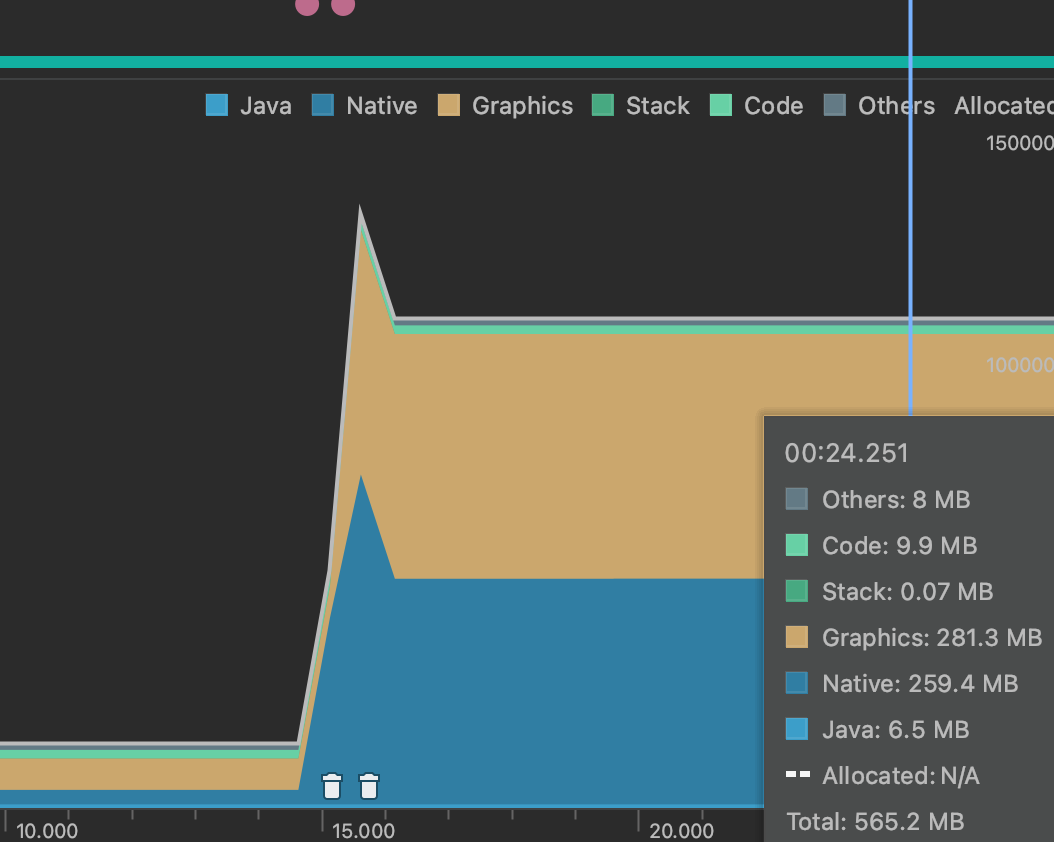 Java Native Graphics Stack Code Others Allocated
150000
100000
00:24.251
Others: 8 MB
Code: 9.9 MB
Stack: 0.07 MB
Graphics: 281.3 MB
Native: 259.4 MB
Java: 6.5 MB
Allocated: N/A
Total: 565.2 MB
10.000 15.000 20.000